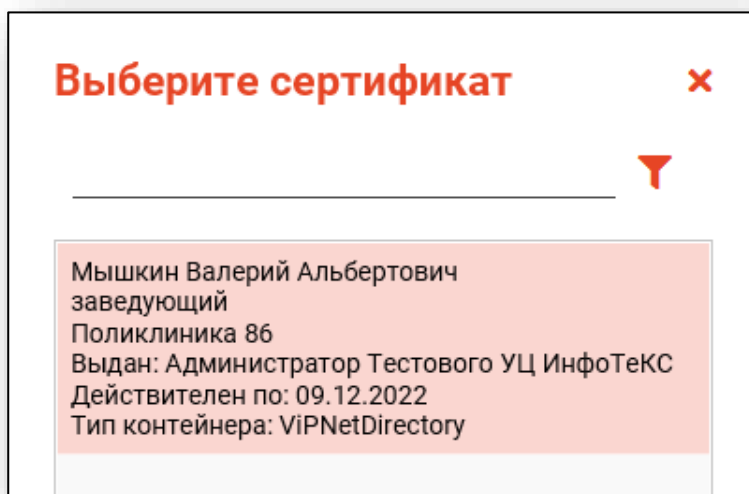 Выберите сертификат
Мышкин Валерий Альбертович
заведующий
Поликлиника 86
Выдан: Администратор Тестового УЦ ИнфоТеКС
Действителен по: 09.12.2022
Тип контейнера: ViPNetDirectory